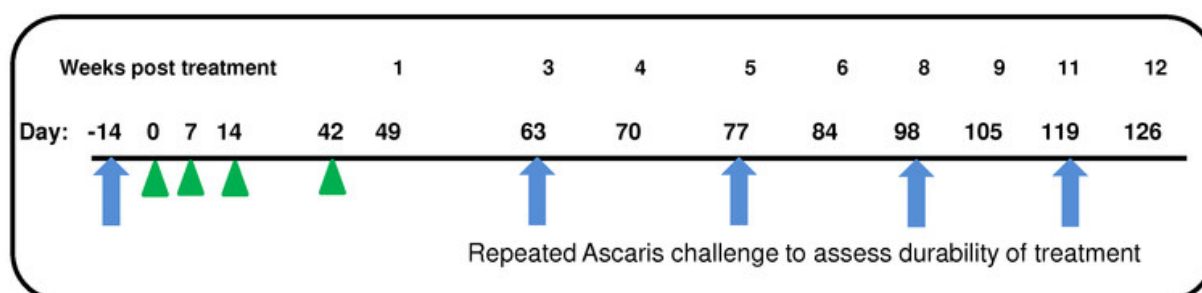 Weeks post treatment 1 3 4 5 6 8 9 11 12
Day: -14 0 7 14 42 49 63 70 77 84 98 105 119 126
Repeated Ascaris challenge to assess durability of treatment